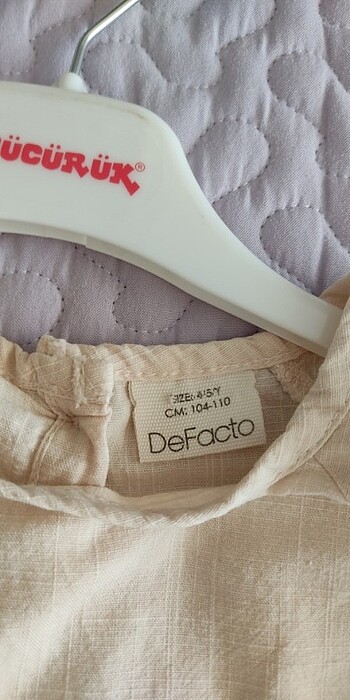 ÜCÜRÜK®
SIZE: 4/5/Y
CM: 104-110
DeFacto